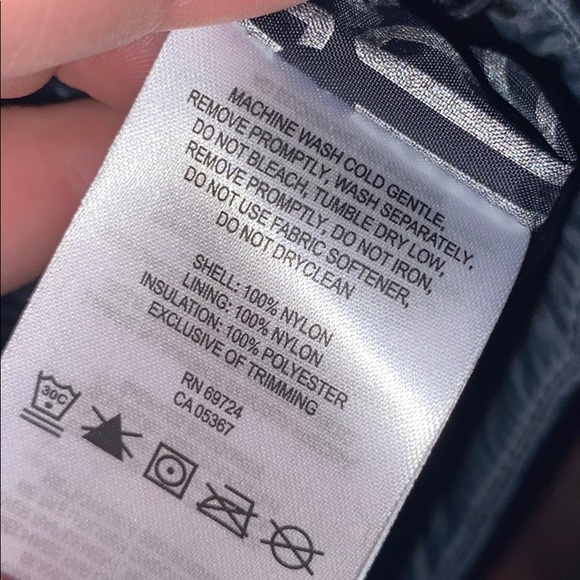 MACHINE WASH COLD GENTLE,
REMOVE PROMPTLY, WASH SEPARATELY,
DO NOT BLEACH, TUMBLE DRY LOW,
REMOVE PROMPTLY, DO NOT IRON,
DO NOT USE FABRIC SOFTENER,
DO NOT DRYCLEAN
SHELL: 100% NYLON
LINING: 100% NYLON
INSULATION: 100% POLYESTER
EXCLUSIVE OF TRIMMING
RN 69724
CA 05367
30C